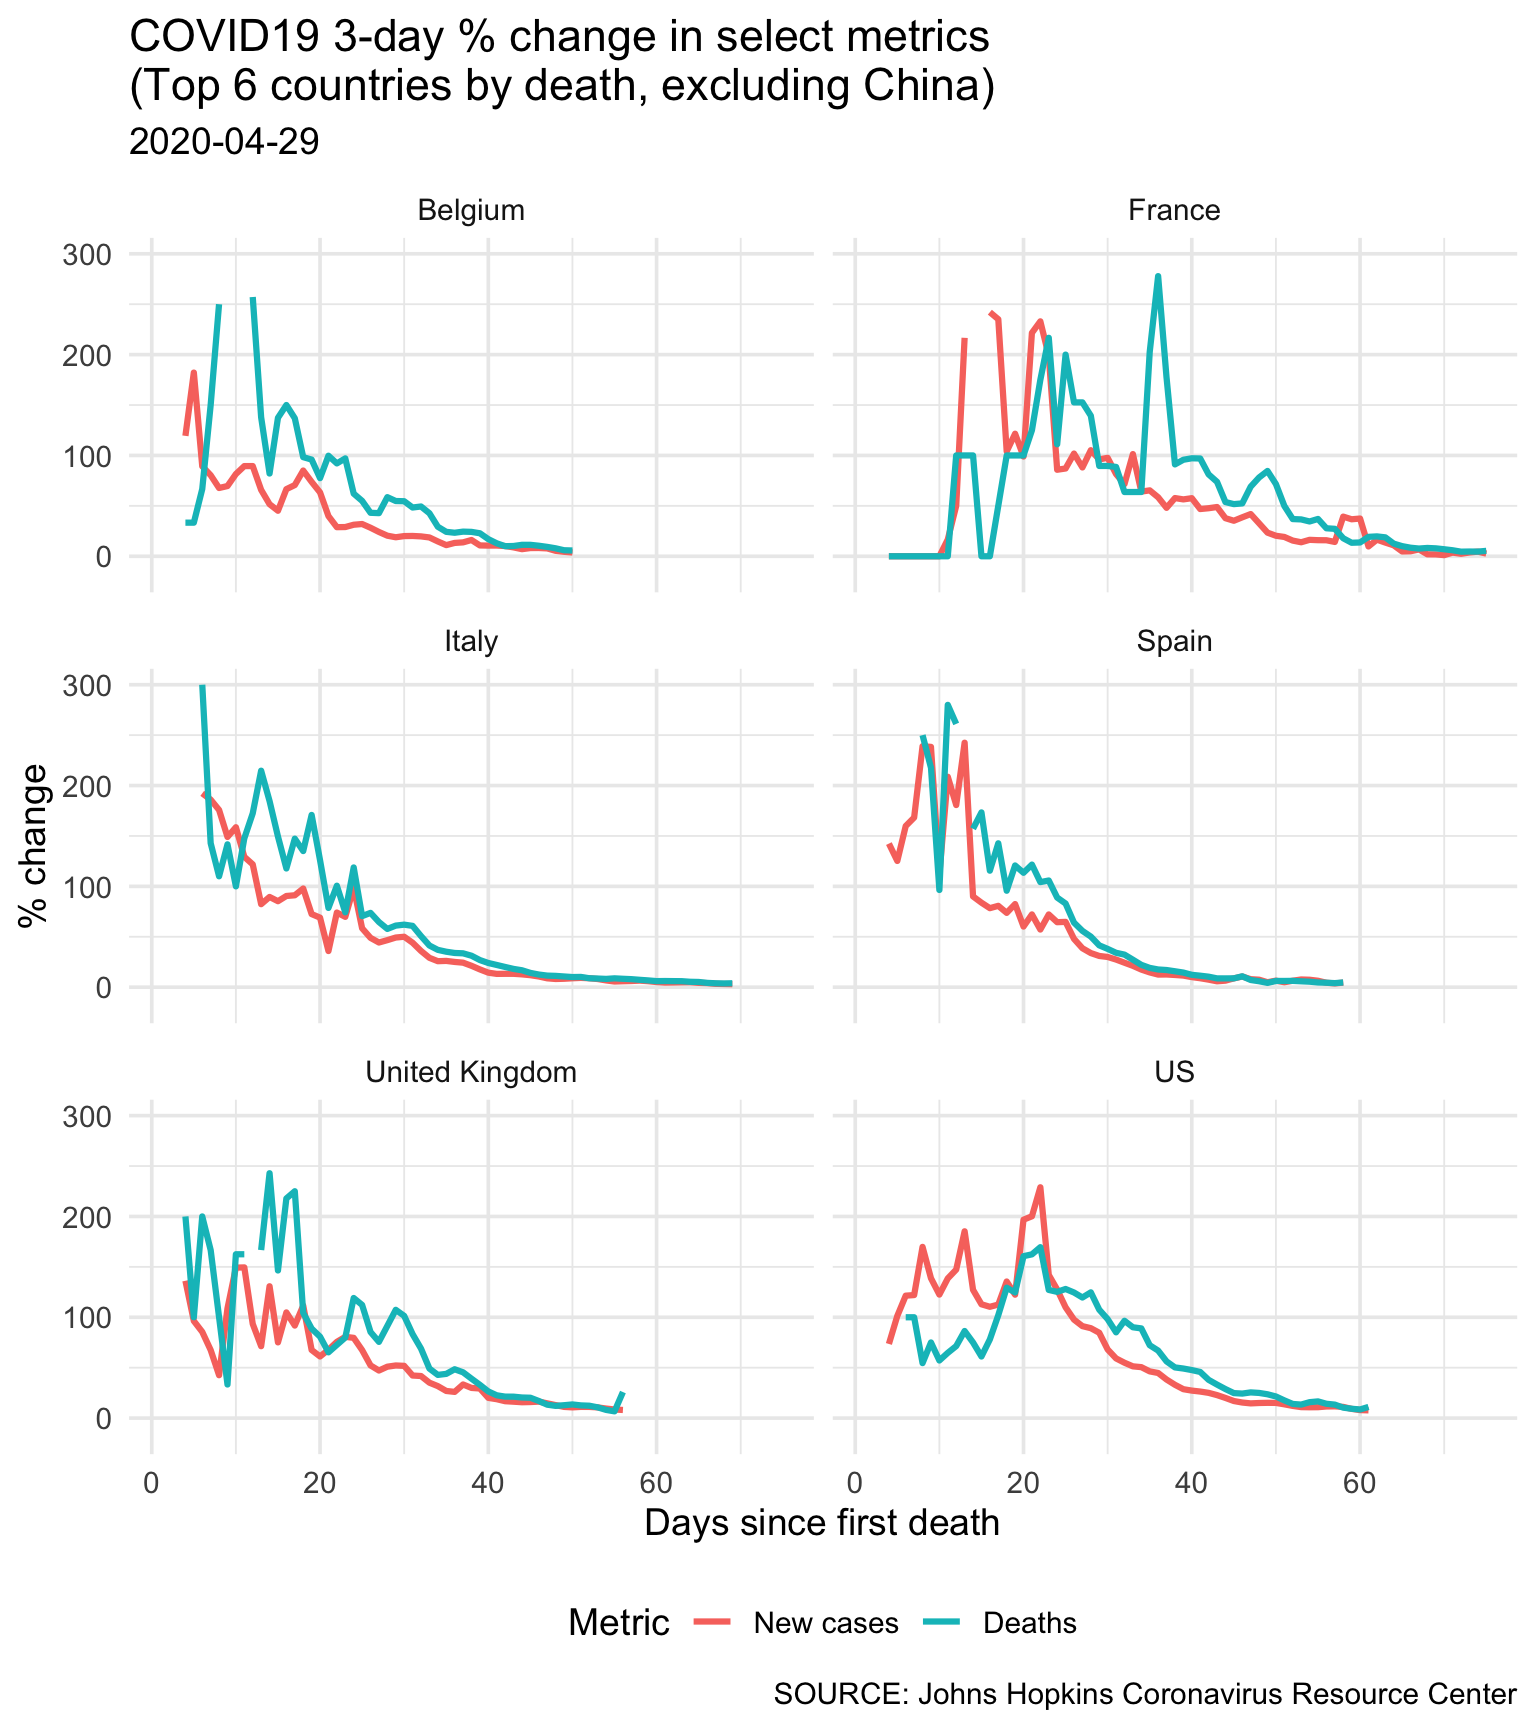 COVID19 3-day % change in select metrics
(Top 6 countries by death, excluding China)
2020-04-29
Belgium
France
300
200
100
0
Italy
Spain
300
200
100
0
% change
United Kingdom
US
300
200
100
0
0 20 40 60
0 20 40 60
Days since first death
Metric New cases Deaths
SOURCE: Johns Hopkins Coronavirus Resource Center